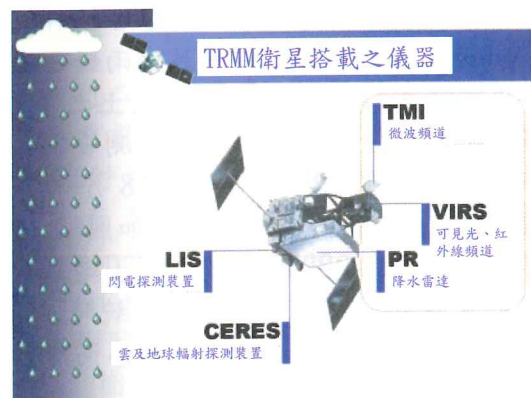 TRMM衛星搭載之儀器
TMI
微波頻道
VIRS
可見光、紅
外線頻道
LIS
閃電探測裝置
PR
降水雷達
CERES
雲及地球輻射探測裝置